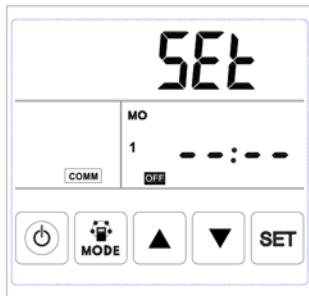 SEt
MO
1 --:--
COMM OFF
MODE SET